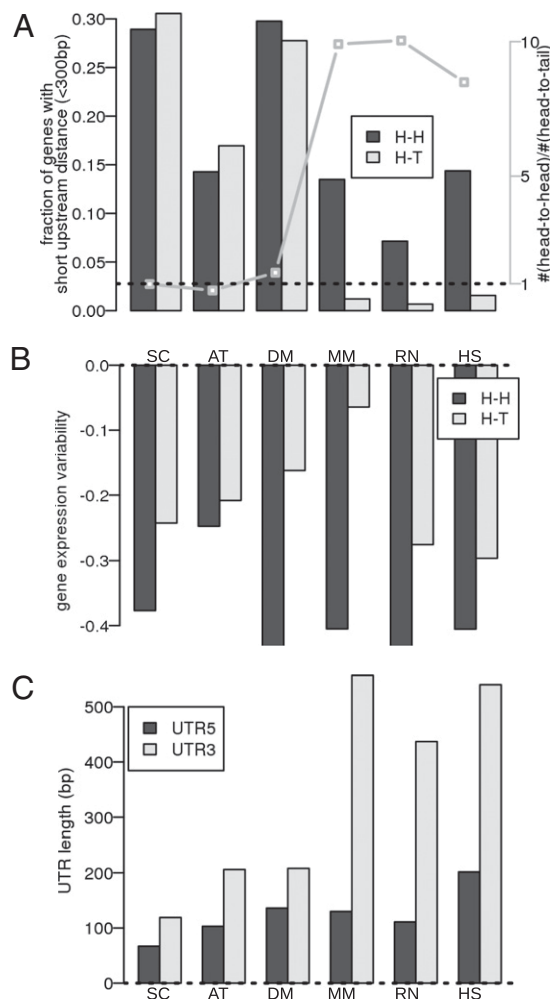 A
0.30
0.25
0.20
0.15
0.10
0.05
0.00
fraction of genes with
short upstream distance (<300bp)
H-H
H-T
10
5
1
#(head-to-head)/#(head-to-tail)
B
SC AT DM MM RN HS
0.0
-0.1
-0.2
-0.3
-0.4
gene expression variability
H-H
H-T
C
500
400
300
200
100
0
UTR length (bp)
UTR5
UTR3
SC AT DM MM RN HS